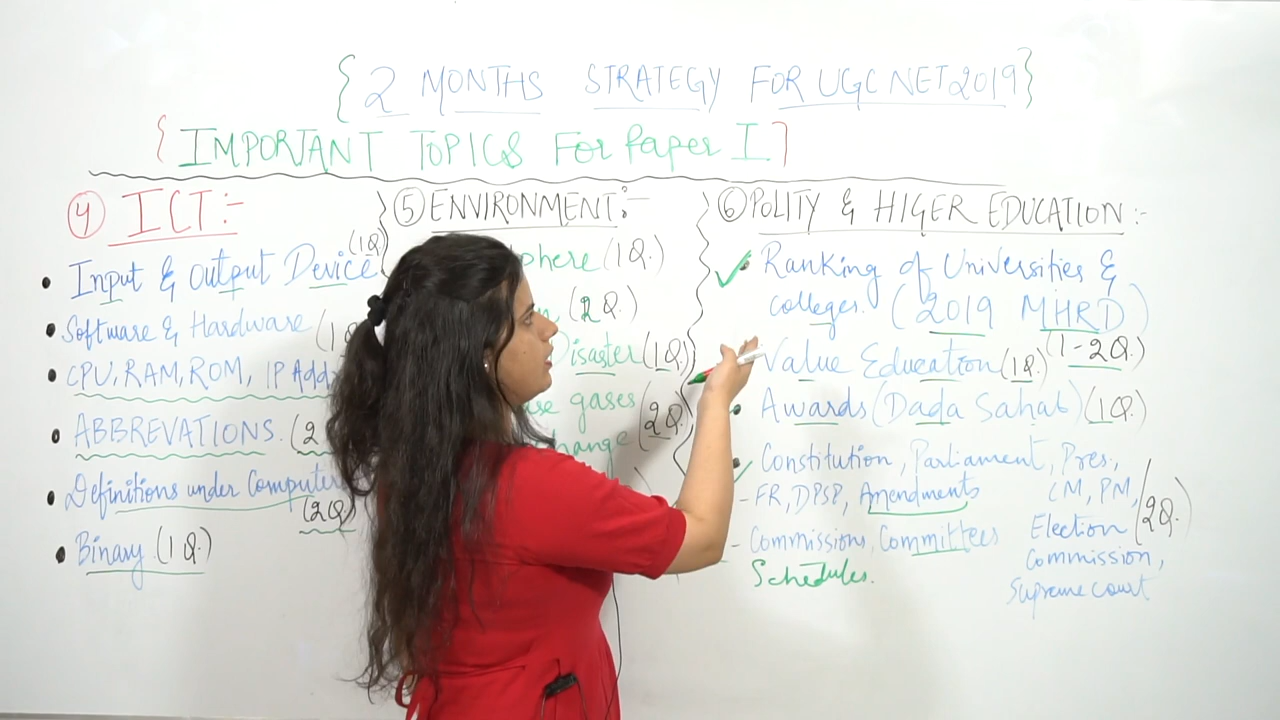 { 2 MONTHS STRATEGY FOR UGC NET 2019 }
{ IMPORTANT TOPICS FOR Paper I. ]
④ ICT:-
• Input & output Device (1Q)
• Software & Hardware
• CPU, RAM, ROM, IP
• ABBREVATIONS.
• Definitions under Computer
(2Q)
• Binary (1Q.)
⑤ ENVIRONMENT:-
(1Q.)
(2Q.)
Disaster (1Q)
gases
(2Q.)
⑥ POLITY & HIGER EDUCATION:-
✓• Ranking of Universities &
colleges. (2019 MHRD)
(1-2Q.)
• Value Education (1Q.)
• Awards (Dada Sahab) (1Q.)
• Constitution, Parliament, Pres.,
- FR, DPSP, Amendments CM, PM,
- Commissions, Committees Election
Commission,
Schedules.
Supreme court
(2Q.)